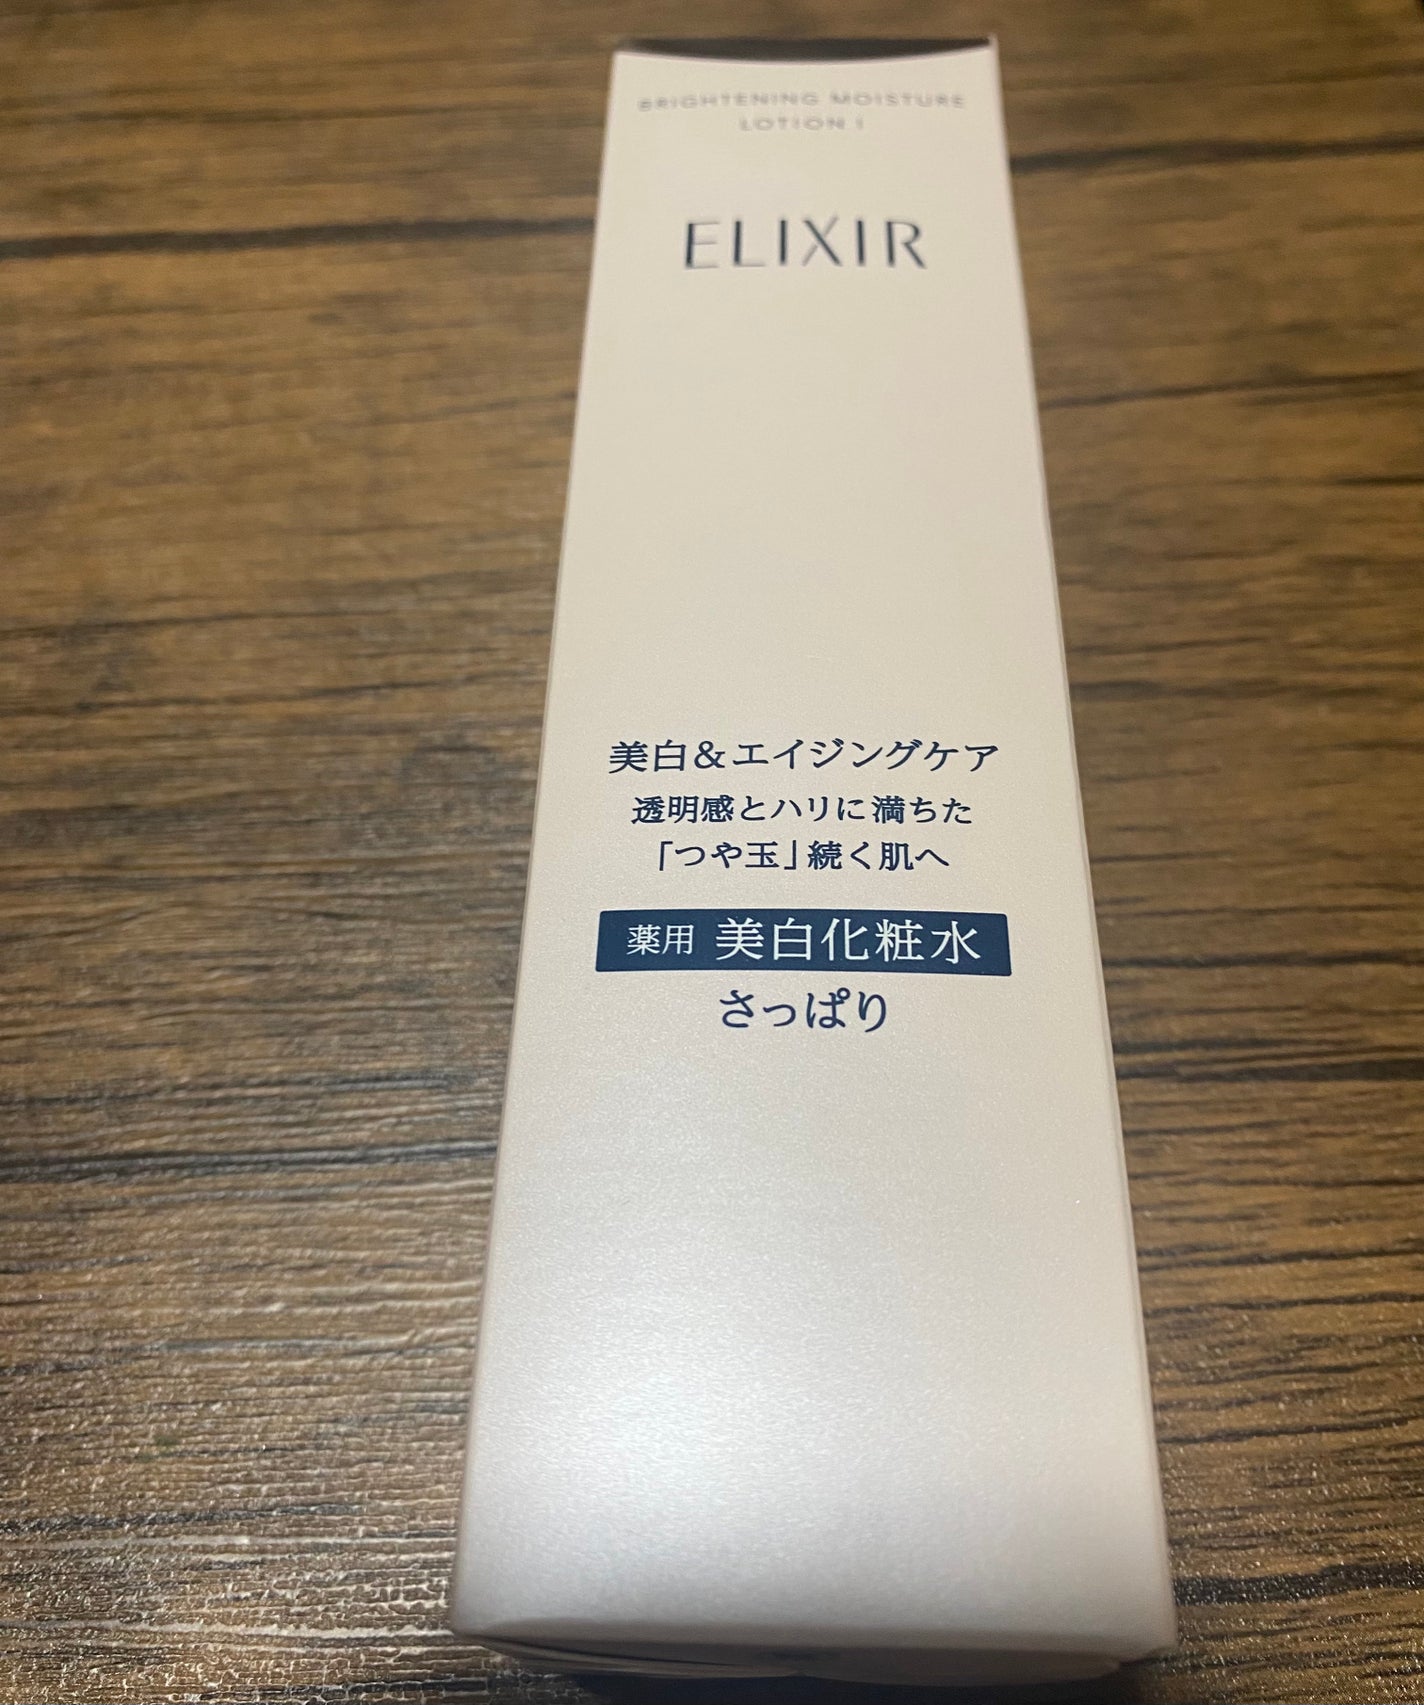 BRIGHTENING MOISTURE
LOTION I
ELIXIR
美白&エイジングケア
透明感とハリに満ちた
「つや玉」続く肌へ
薬用 美白化粧水
さっぱり